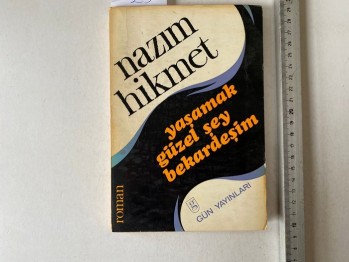 nazım
hikmet
yaşamak
güzel şey
bekardeşim
roman
GÜN YAYINLARI